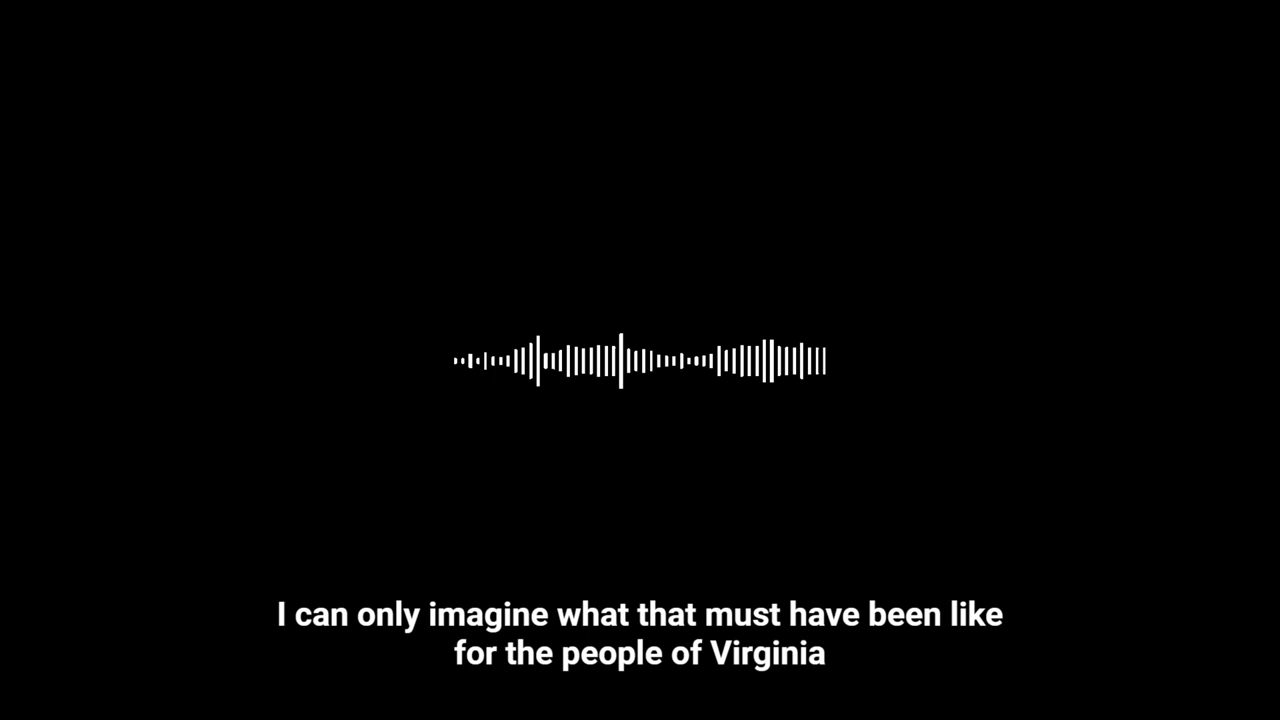 I can only imagine what that must have been like
for the people of Virginia